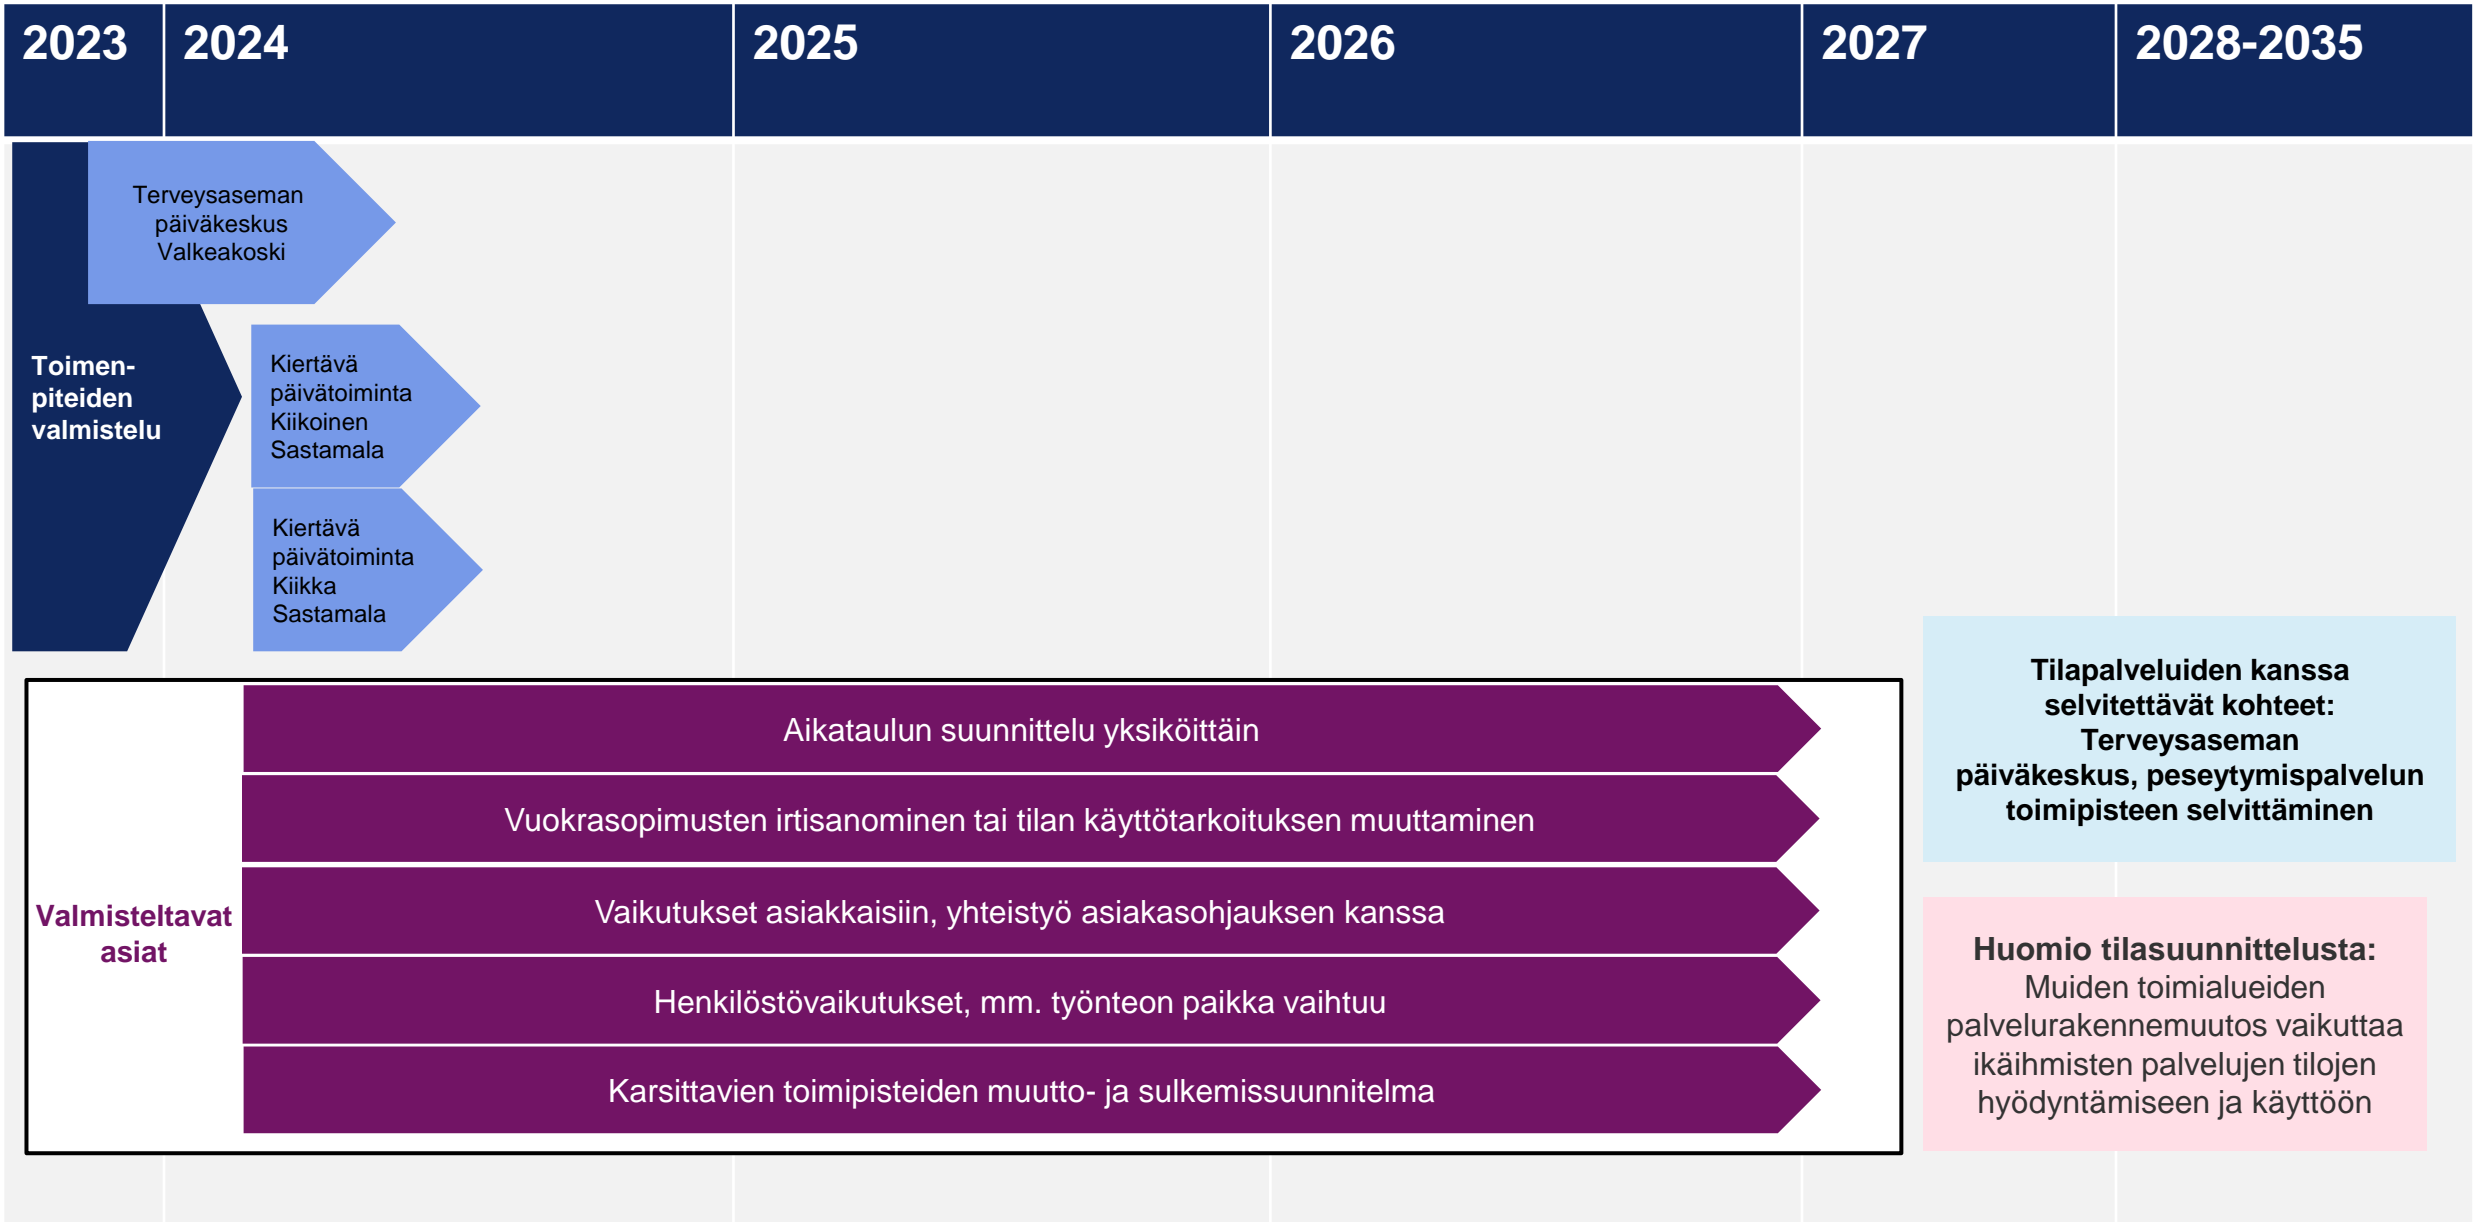 2023
2024
2025
2026
2027
2028-2035
Terveysaseman
päiväkeskus
Valkeakoski
Toimen-
piteiden
valmistelu
Kiertävä
päivätoiminta
Kiikoinen
Sastamala
Kiertävä
päivätoiminta
Kiikka
Sastamala
Valmisteltavat
asiat
Aikataulun suunnittelu yksiköittäin
Vuokrasopimusten irtisanominen tai tilan käyttötarkoituksen muuttaminen
Vaikutukset asiakkaisiin, yhteistyö asiakasohjauksen kanssa
Henkilöstövaikutukset, mm. työnteon paikka vaihtuu
Karsittavien toimipisteiden muutto- ja sulkemissuunnitelma
Tilapalveluiden kanssa
selvitettävät kohteet:
Terveysaseman
päiväkeskus, peseytymispalvelun
toimipisteen selvittäminen
Huomio tilasuunnittelusta:
Muiden toimialueiden
palvelurakennemuutos vaikuttaa
ikäihmisten palvelujen tilojen
hyödyntämiseen ja käyttöön